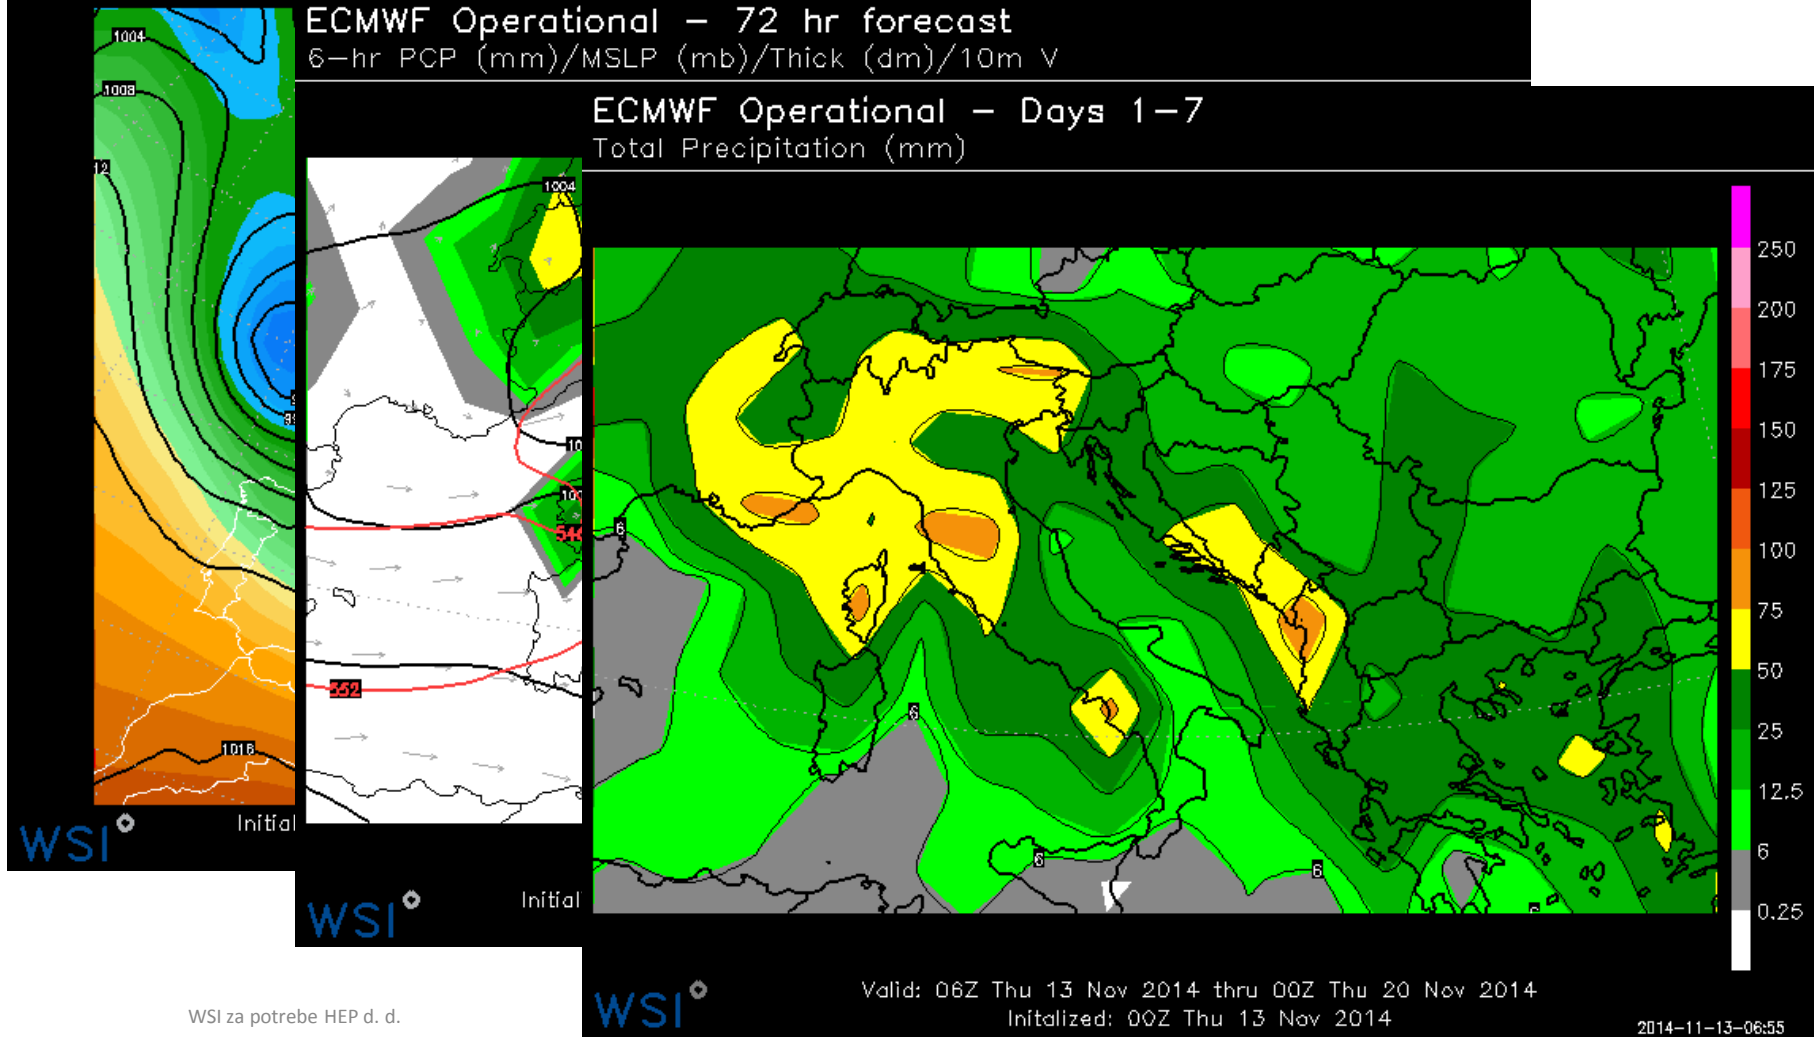 ECMWF Operational – 72 hr forecast
6–hr PCP (mm)/MSLP (mb)/Thick (dm)/10m V
ECMWF Operational – Days 1–7
Total Precipitation (mm)
1004
1008
12
1016
Initial
WSI
1004
10
100
546
552
Initial
WSI
6
6
6
6
250
200
175
150
125
100
75
50
25
12.5
6
0.25
Valid: 06Z Thu 13 Nov 2014 thru 00Z Thu 20 Nov 2014
Initalized: 00Z Thu 13 Nov 2014
WSI
2014–11–13–06:55
WSI za potrebe HEP d. d.